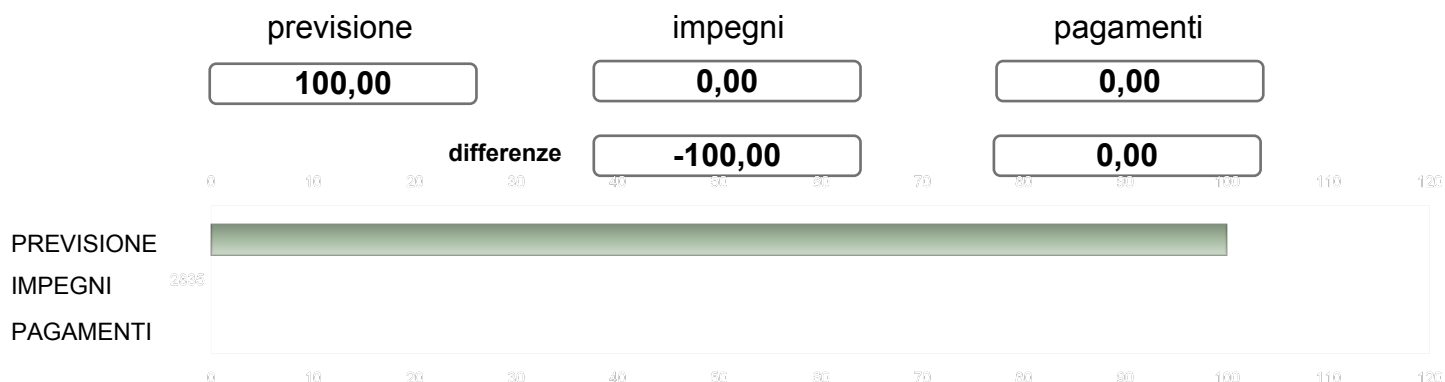 previsione impegni pagamenti
100,00 0,00 0,00
differenze -100,00 0,00
0 10 20 30 40 50 60 70 80 90 100 110 120
PREVISIONE
2835
IMPEGNI
PAGAMENTI
0 10 20 30 40 50 60 70 80 90 100 110 120